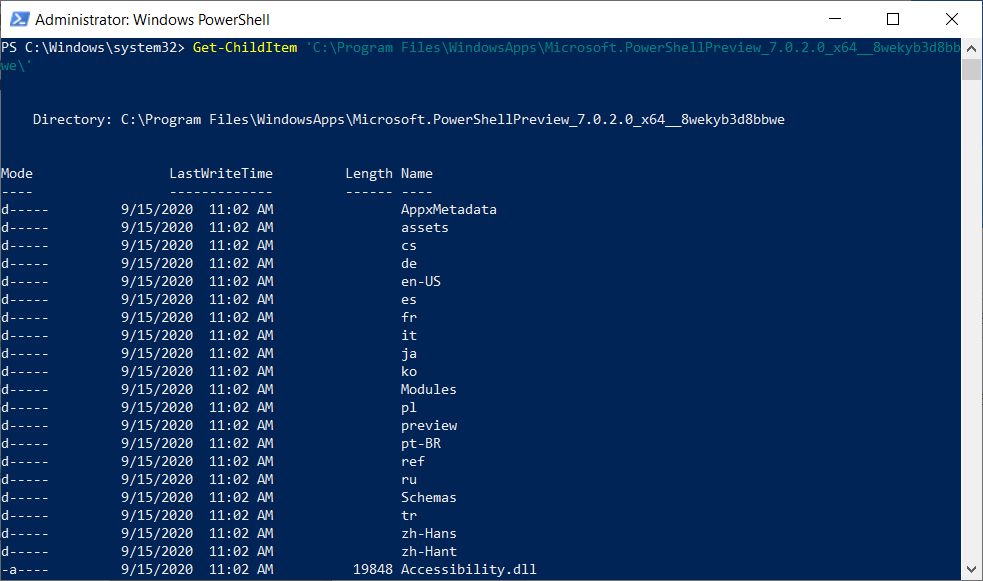 Administrator: Windows PowerShell
PS C:\Windows\system32> Get-ChildItem 'C:\Program Files\WindowsApps\Microsoft.PowerShellPreview_7.0.2.0_x64__8wekyb3d8bb
we\'
    Directory: C:\Program Files\WindowsApps\Microsoft.PowerShellPreview_7.0.2.0_x64__8wekyb3d8bbwe
Mode                 LastWriteTime         Length Name
----                 -------------         ------ ----
d-----         9/15/2020  11:02 AM                AppxMetadata
d-----         9/15/2020  11:02 AM                assets
d-----         9/15/2020  11:02 AM                cs
d-----         9/15/2020  11:02 AM                de
d-----         9/15/2020  11:02 AM                en-US
d-----         9/15/2020  11:02 AM                es
d-----         9/15/2020  11:02 AM                fr
d-----         9/15/2020  11:02 AM                it
d-----         9/15/2020  11:02 AM                ja
d-----         9/15/2020  11:02 AM                ko
d-----         9/15/2020  11:02 AM                Modules
d-----         9/15/2020  11:02 AM                pl
d-----         9/15/2020  11:02 AM                preview
d-----         9/15/2020  11:02 AM                pt-BR
d-----         9/15/2020  11:02 AM                ref
d-----         9/15/2020  11:02 AM                ru
d-----         9/15/2020  11:02 AM                Schemas
d-----         9/15/2020  11:02 AM                tr
d-----         9/15/2020  11:02 AM                zh-Hans
d-----         9/15/2020  11:02 AM                zh-Hant
-a----         9/15/2020  11:02 AM          19848 Accessibility.dll